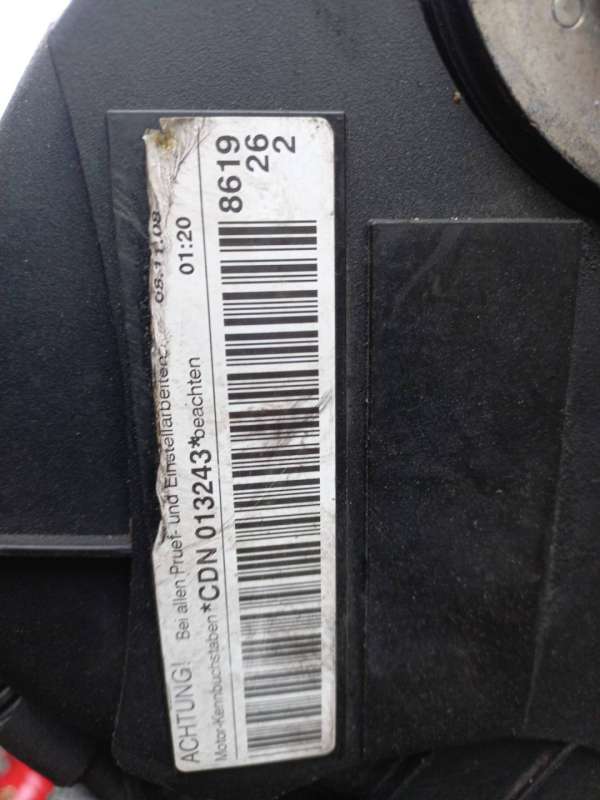 ACHTUNG! Bei allen Pruef- und Einstellarbeiten 08.11.08
Motor-Kennbuchstaben *CDN 013243* beachten 01:20
8619
26
2